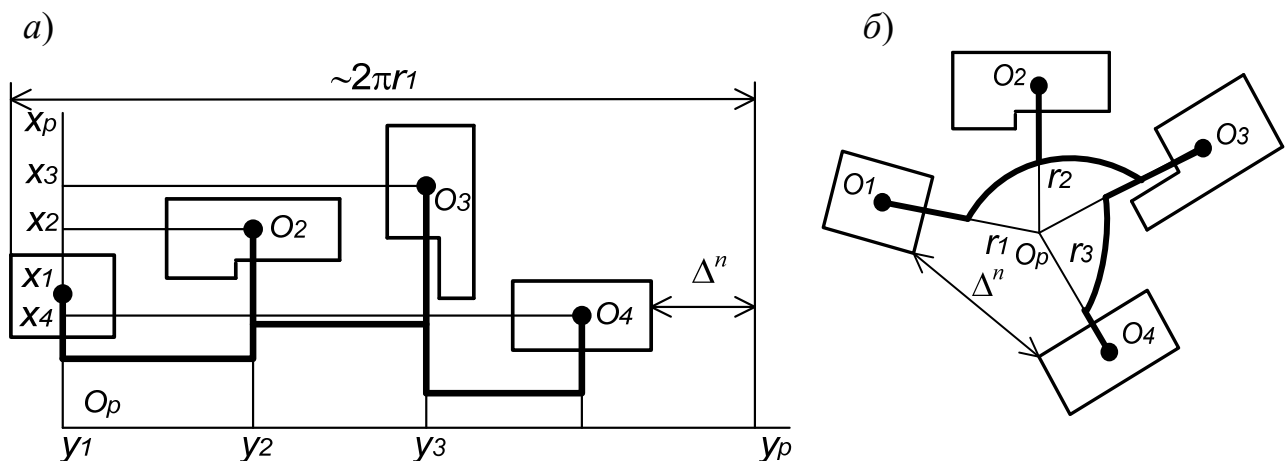 а)
~2πr1
xp
x3
x2
x1
x4
O2
O3
O4
Δⁿ
Op
y1
y2
y3
yp
б)
O2
O3
O1
r2
r1
Op
r3
Δⁿ
O4